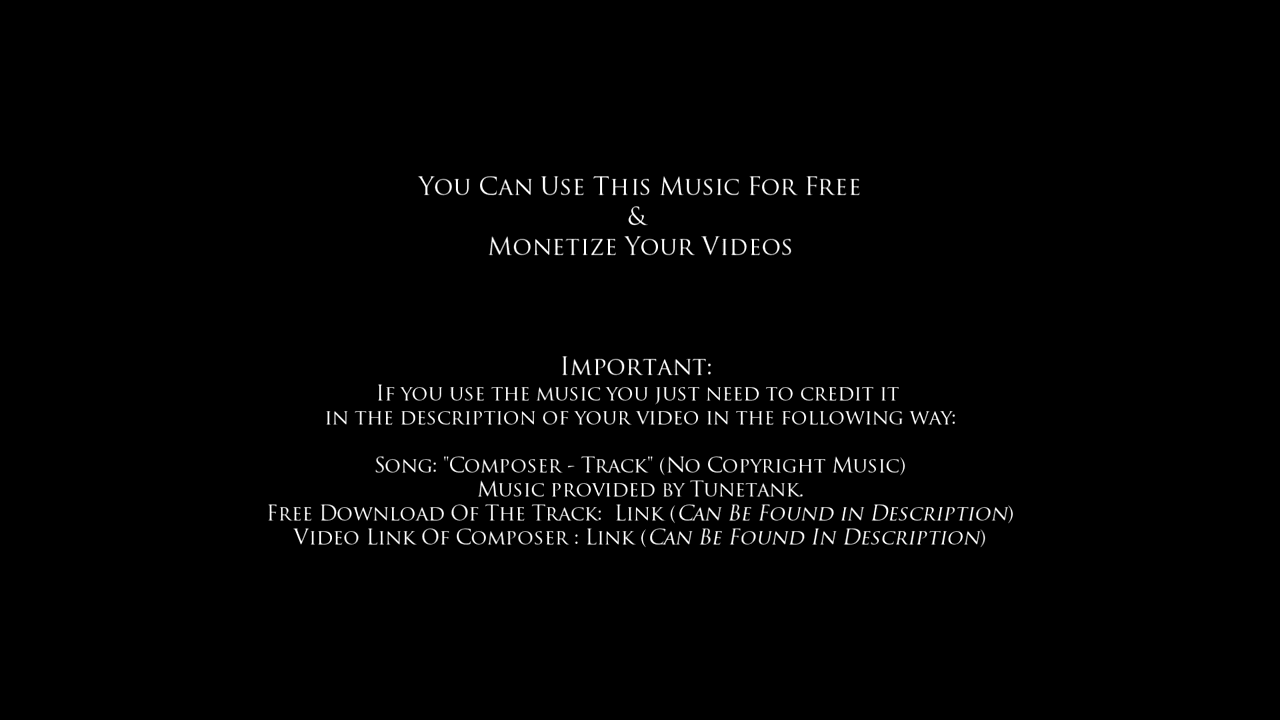 You Can Use This Music For Free
&
Monetize Your Videos
Important:
If you use the music you just need to credit it
in the description of your video in the following way:
Song: "Composer - Track" (No Copyright Music)
Music provided by Tunetank.
Free Download Of The Track:  Link (Can Be Found in Description)
Video Link Of Composer : Link (Can Be Found In Description)